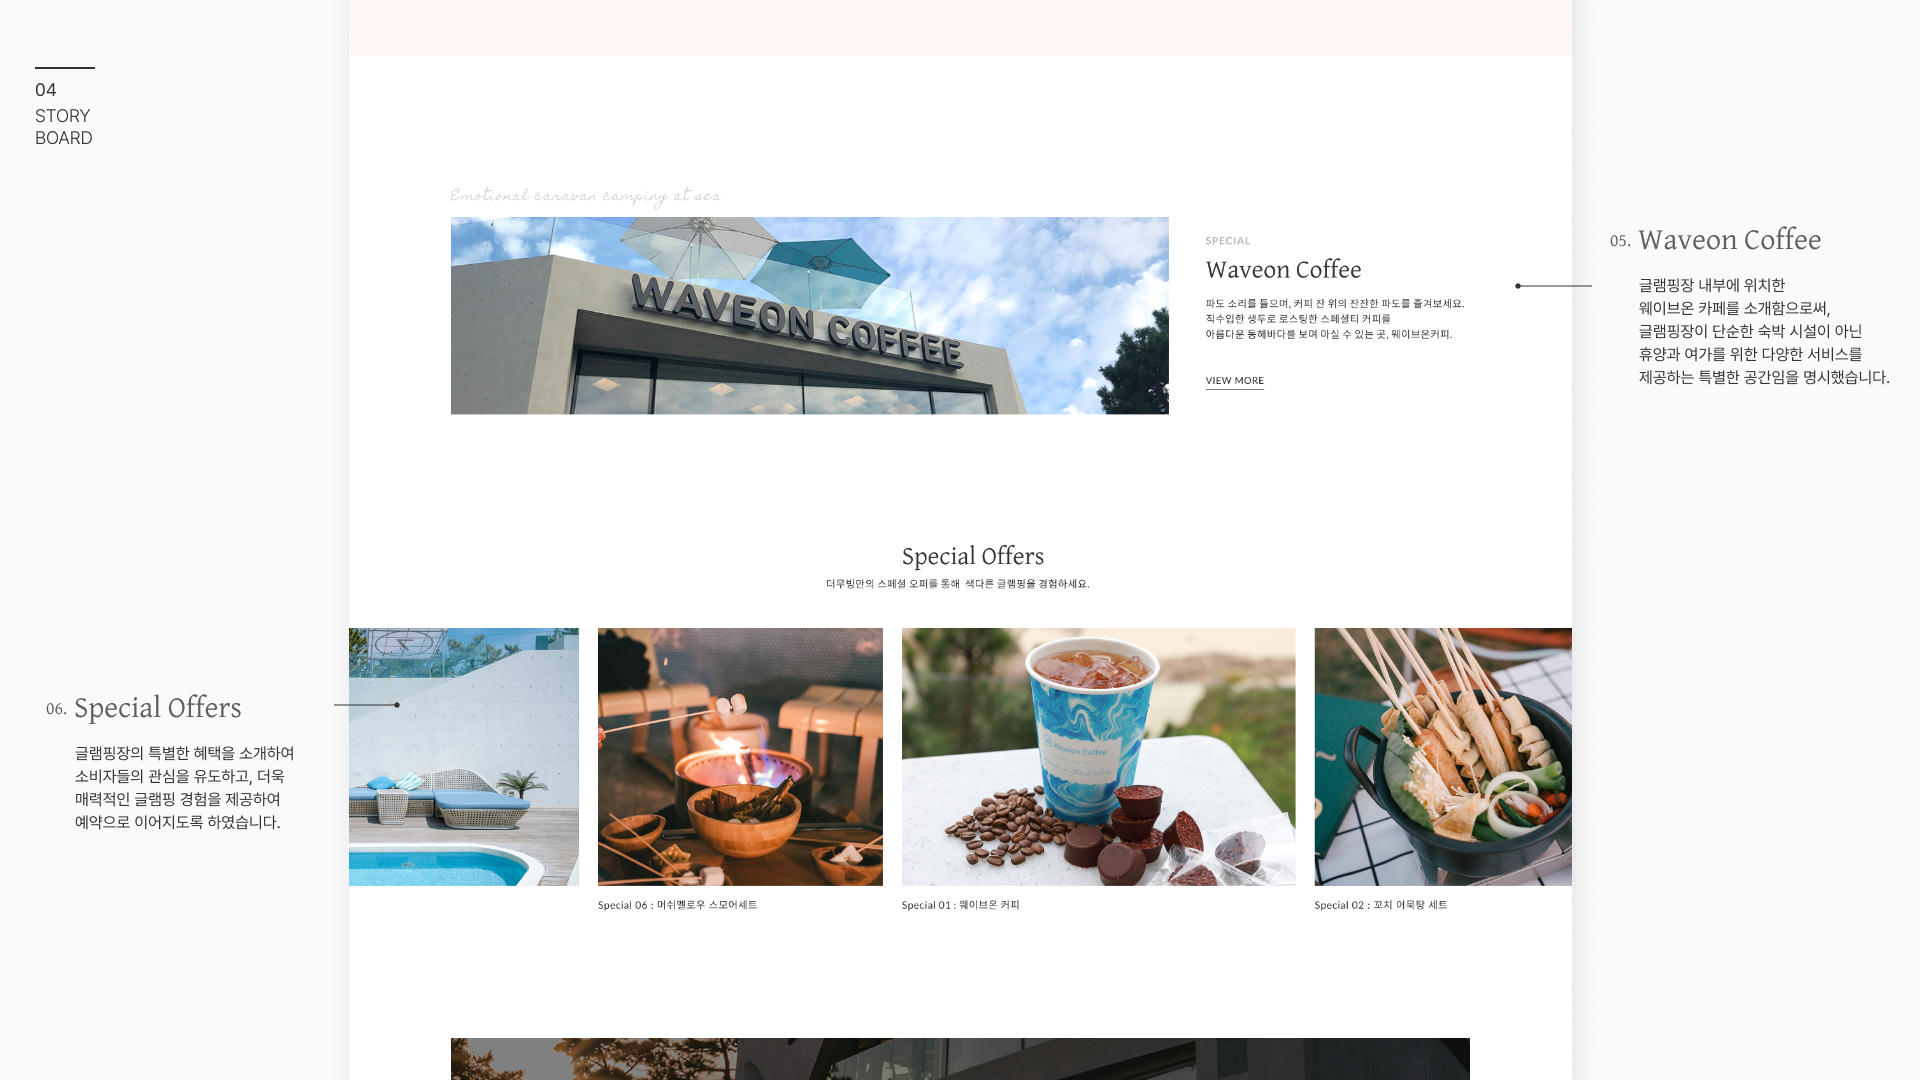 04
STORY
BOARD
Emotional caravan camping at sea
WAVEON COFFEE
SPECIAL
Waveon Coffee
파도 소리를 들으며, 커피 잔 위의 잔잔한 파도를 즐겨보세요.
직수입한 생두로 로스팅한 스페셜티 커피를
아름다운 동해바다를 보며 마실 수 있는 곳, 웨이브온커피.
VIEW MORE
05. Waveon Coffee
글램핑장 내부에 위치한
웨이브온 카페를 소개함으로써,
글램핑장이 단순한 숙박 시설이 아닌
휴양과 여가를 위한 다양한 서비스를
제공하는 특별한 공간임을 명시했습니다.
Special Offers
더무빙만의 스페셜 오퍼를 통해 색다른 글램핑을 경험하세요.
06. Special Offers
글램핑장의 특별한 혜택을 소개하여
소비자들의 관심을 유도하고, 더욱
매력적인 글램핑 경험을 제공하여
예약으로 이어지도록 하였습니다.
Waveon Coffee
Special 06 : 머쉬멜로우 스모어세트
Special 01 : 웨이브온 커피
Special 02 : 꼬치 어묵탕 세트